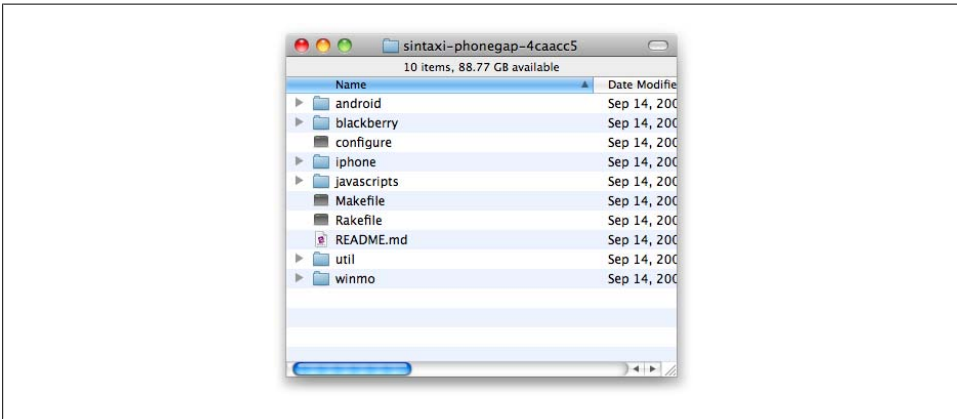 sintaxi-phonegap-4caacc5
10 items, 88.77 GB available
Name Date Modifie
android Sep 14, 200
blackberry Sep 14, 200
configure Sep 14, 200
iphone Sep 14, 200
javascripts Sep 14, 200
Makefile Sep 14, 200
Rakefile Sep 14, 200
README.md Sep 14, 200
util Sep 14, 200
winmo Sep 14, 200